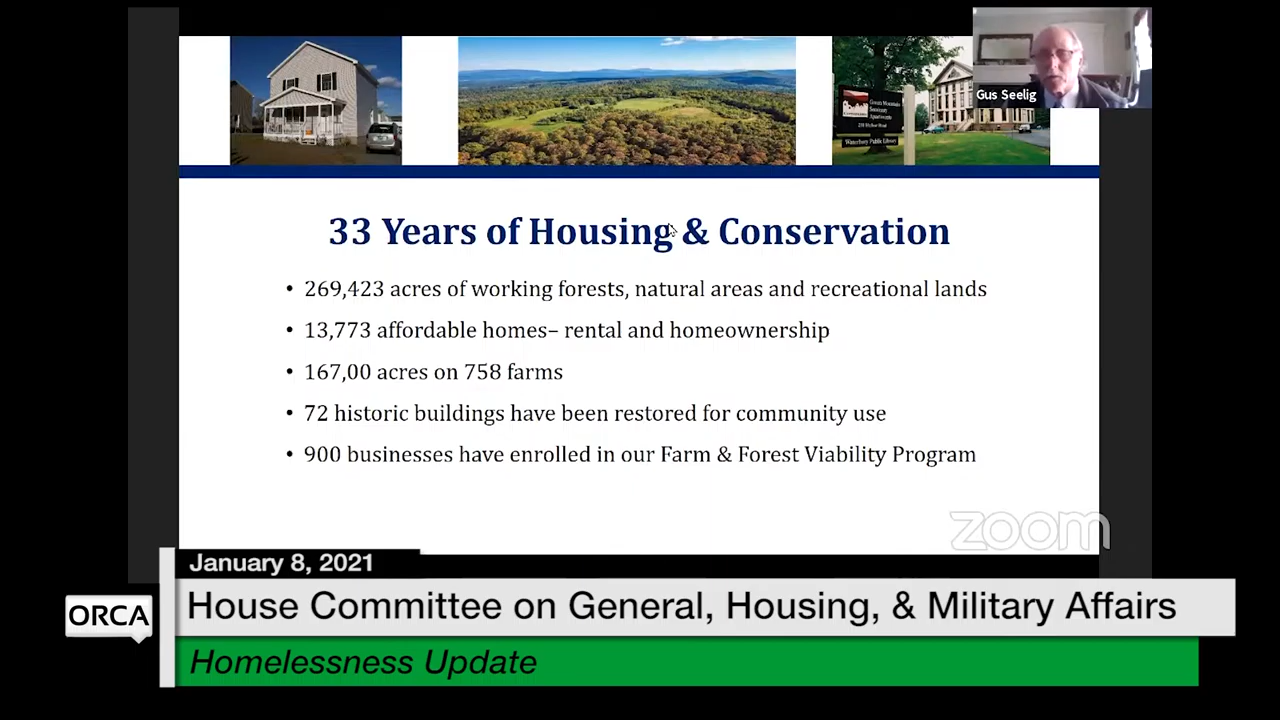 Gus Seelig
Waterbury Public Library
33 Years of Housing & Conservation
• 269,423 acres of working forests, natural areas and recreational lands
• 13,773 affordable homes– rental and homeownership
• 167,00 acres on 758 farms
• 72 historic buildings have been restored for community use
• 900 businesses have enrolled in our Farm & Forest Viability Program
zoom
January 8, 2021
ORCA
House Committee on General, Housing, & Military Affairs
Homelessness Update